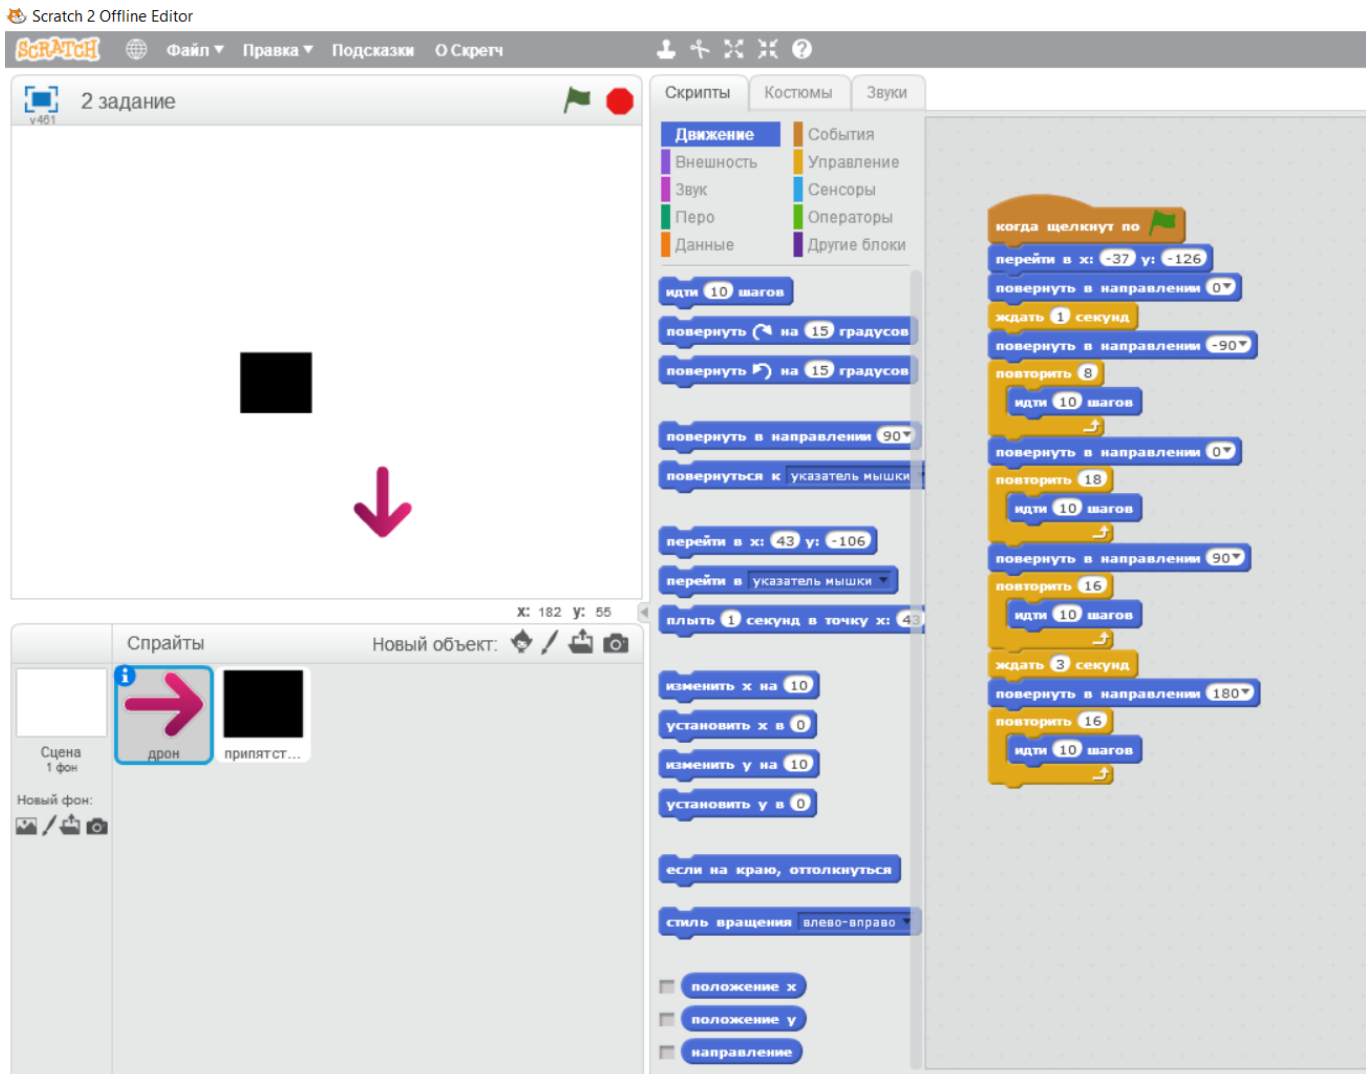 Scratch 2 Offline Editor
SCRATCH Файл Правка Подсказки О Скретч
2 задание
v461
Скрипты Костюмы Звуки
Движение События
Внешность Управление
Звук Сенсоры
Перо Операторы
Данные Другие блоки
идти 10 шагов
повернуть на 15 градусов
повернуть на 15 градусов
повернуть в направлении 90
повернуться к указатель мышки
перейти в x: 43 y: -106
перейти в указатель мышки
плыть 1 секунд в точку x: 43
изменить x на 10
установить x в 0
изменить y на 10
установить y в 0
если на краю, оттолкнуться
стиль вращения влево-вправо
положение x
положение y
направление
когда щелкнут по
перейти в x: -37 y: -126
повернуть в направлении 0
ждать 1 секунд
повернуть в направлении -90
повторить 8
идти 10 шагов
повернуть в направлении 0
повторить 18
идти 10 шагов
повернуть в направлении 90
повторить 16
идти 10 шагов
ждать 3 секунд
повернуть в направлении 180
повторить 16
идти 10 шагов
x: 182 y: 55
Спрайты Новый объект:
Сцена
1 фон
дрон
припятст...
Новый фон: